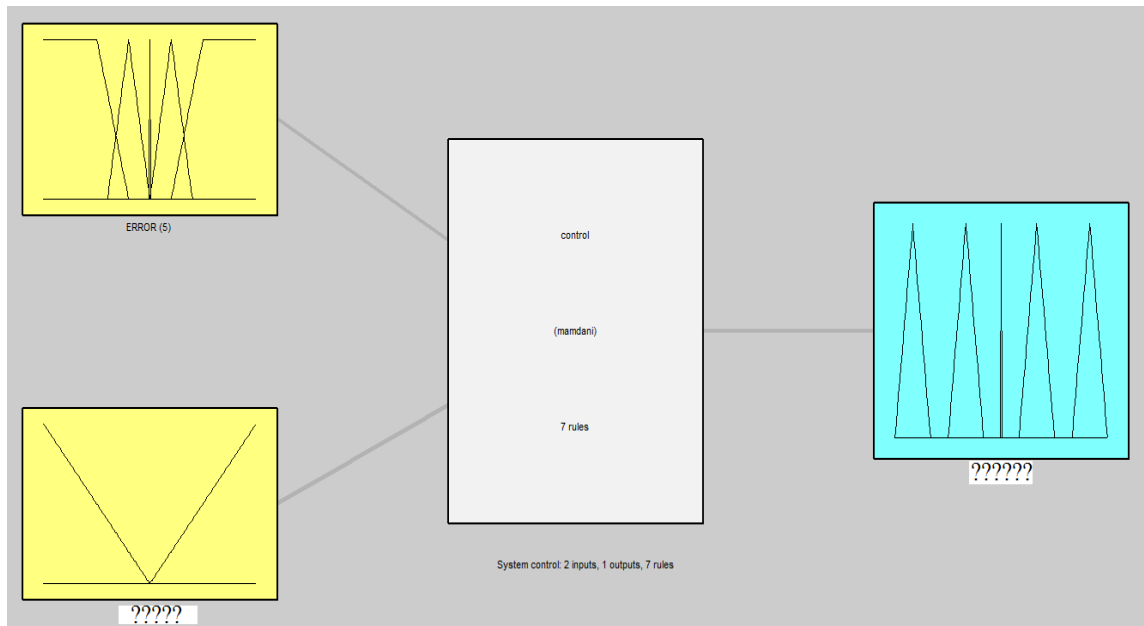 ERROR (5)
control
(mamdani)
7 rules
??????
?????
System control: 2 inputs, 1 outputs, 7 rules